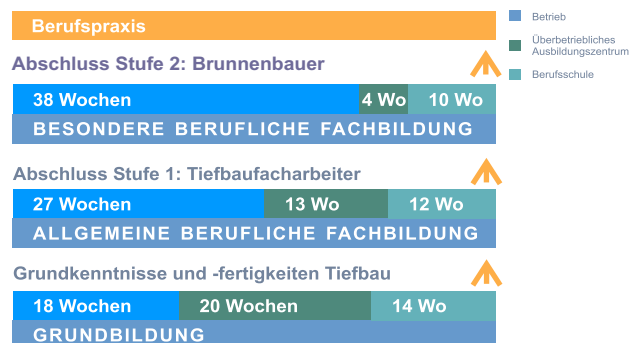 Berufspraxis
Betrieb
Überbetriebliches
Ausbildungszentrum
Berufsschule
Abschluss Stufe 2: Brunnenbauer
38 Wochen 4 Wo 10 Wo
BESONDERE BERUFLICHE FACHBILDUNG
Abschluss Stufe 1: Tiefbaufacharbeiter
27 Wochen 13 Wo 12 Wo
ALLGEMEINE BERUFLICHE FACHBILDUNG
Grundkenntnisse und -fertigkeiten Tiefbau
18 Wochen 20 Wochen 14 Wo
GRUNDBILDUNG